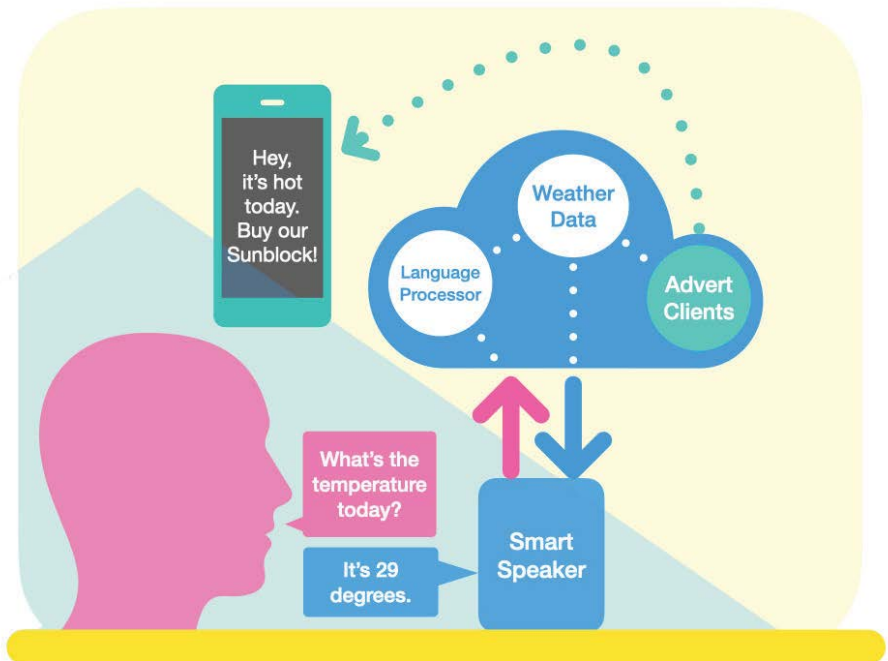 Hey,
it's hot
today.
Buy our
Sunblock!
Weather
Data
Language
Processor
Advert
Clients
What's the
temperature
today?
It's 29
degrees.
Smart
Speaker